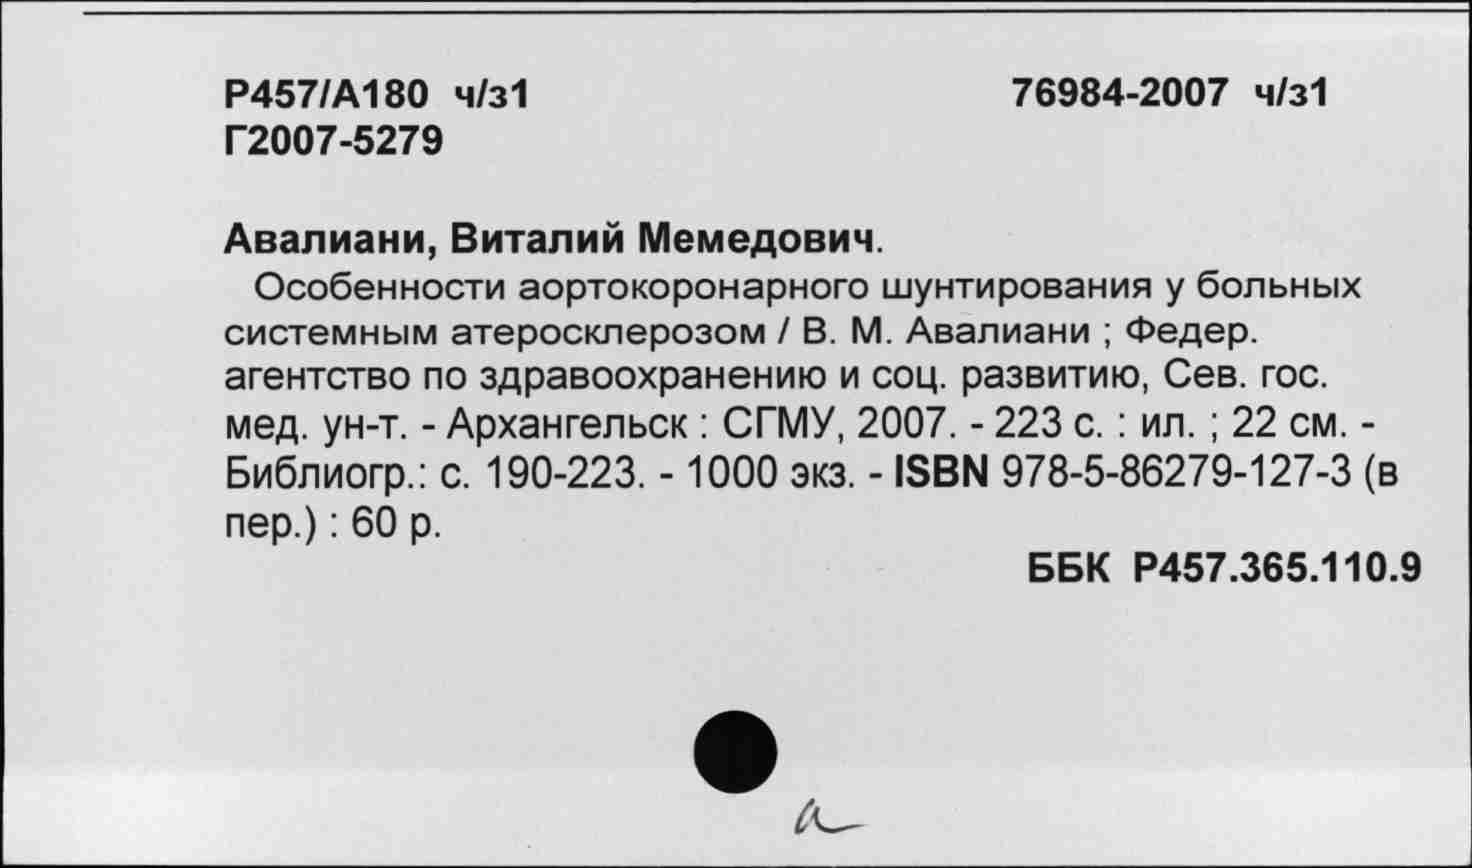 Р457/А180 ч/з1 76984-2007 ч/з1
Г2007-5279
Авалиани, Виталий Мемедович.
Особенности аортокоронарного шунтирования у больных
системным атеросклерозом / В. М. Авалиани ; Федер.
агентство по здравоохранению и соц. развитию, Сев. гос.
мед. ун-т. - Архангельск : СГМУ, 2007. - 223 с. : ил. ; 22 см. -
Библиогр.: с. 190-223. - 1000 экз. - ISBN 978-5-86279-127-3 (в
пер.) : 60 р.
ББК Р457.365.110.9
а